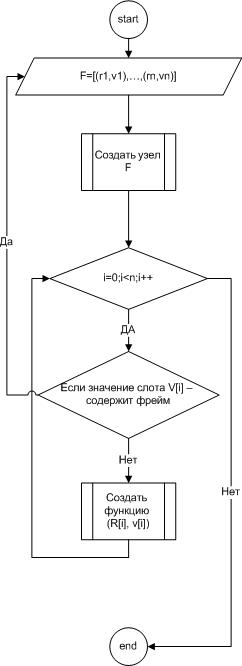 start
F=[(r1,v1),...,(rn,vn)]
Создать узел
F
Да
i=0;i<n;i++
ДА
Если значение слота V[i] –
содержит фрейм
Нет
Создать
функцию
(R[i], v[i])
Нет
end